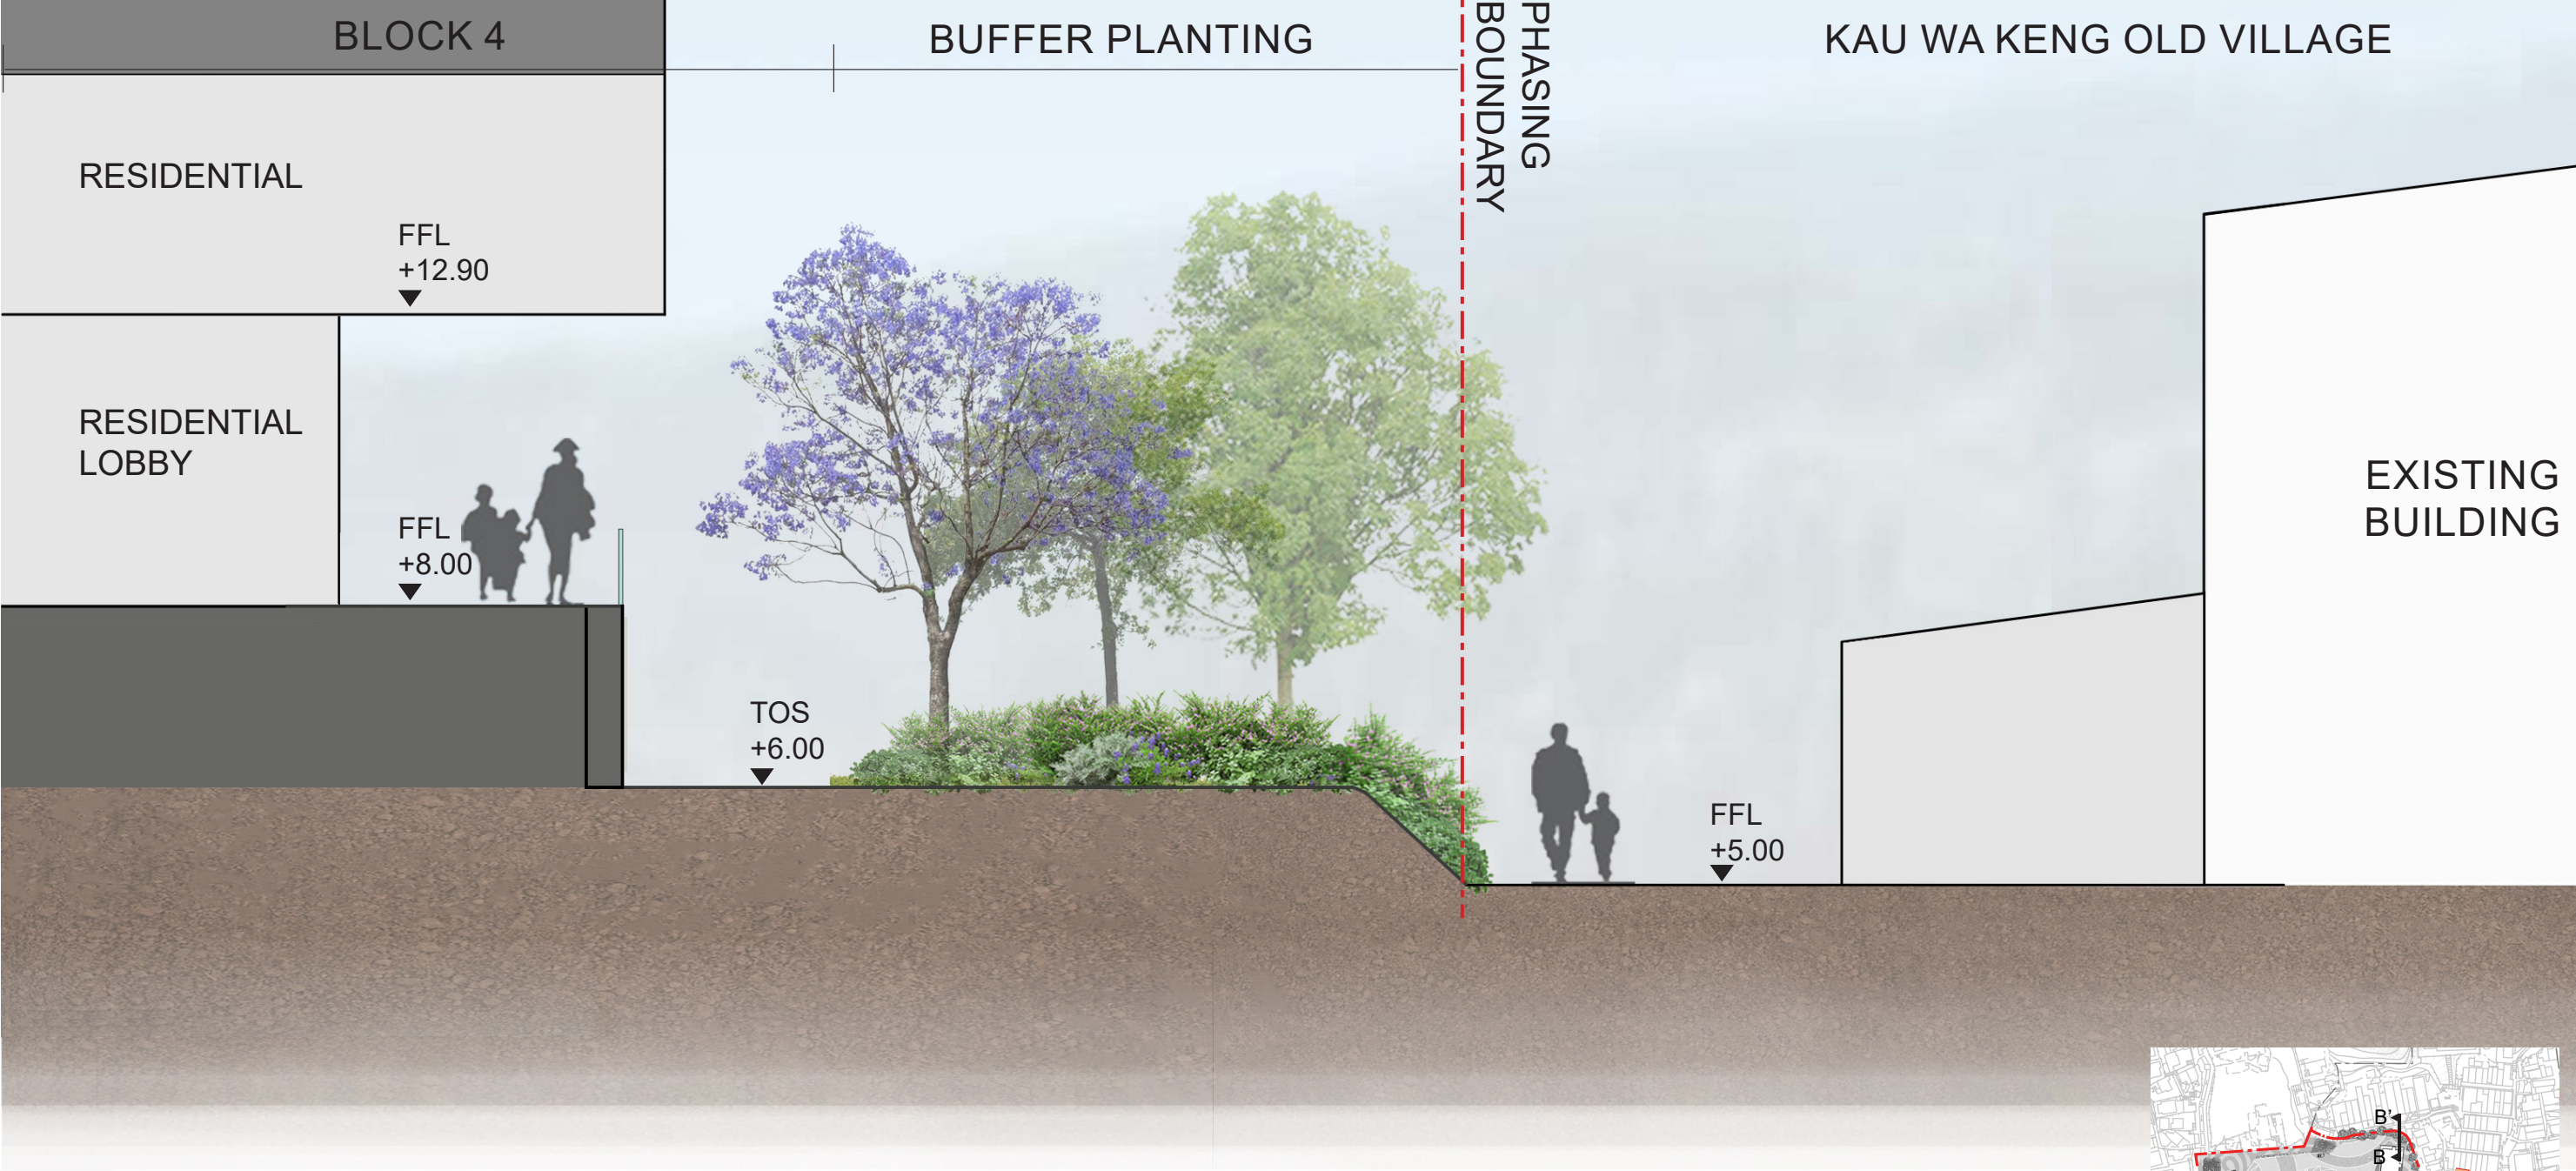 BLOCK 4
BUFFER PLANTING
PHASING
BOUNDARY
KAU WA KENG OLD VILLAGE
RESIDENTIAL
FFL
+12.90
RESIDENTIAL
LOBBY
FFL
+8.00
EXISTING
BUILDING
TOS
+6.00
FFL
+5.00
B'
B